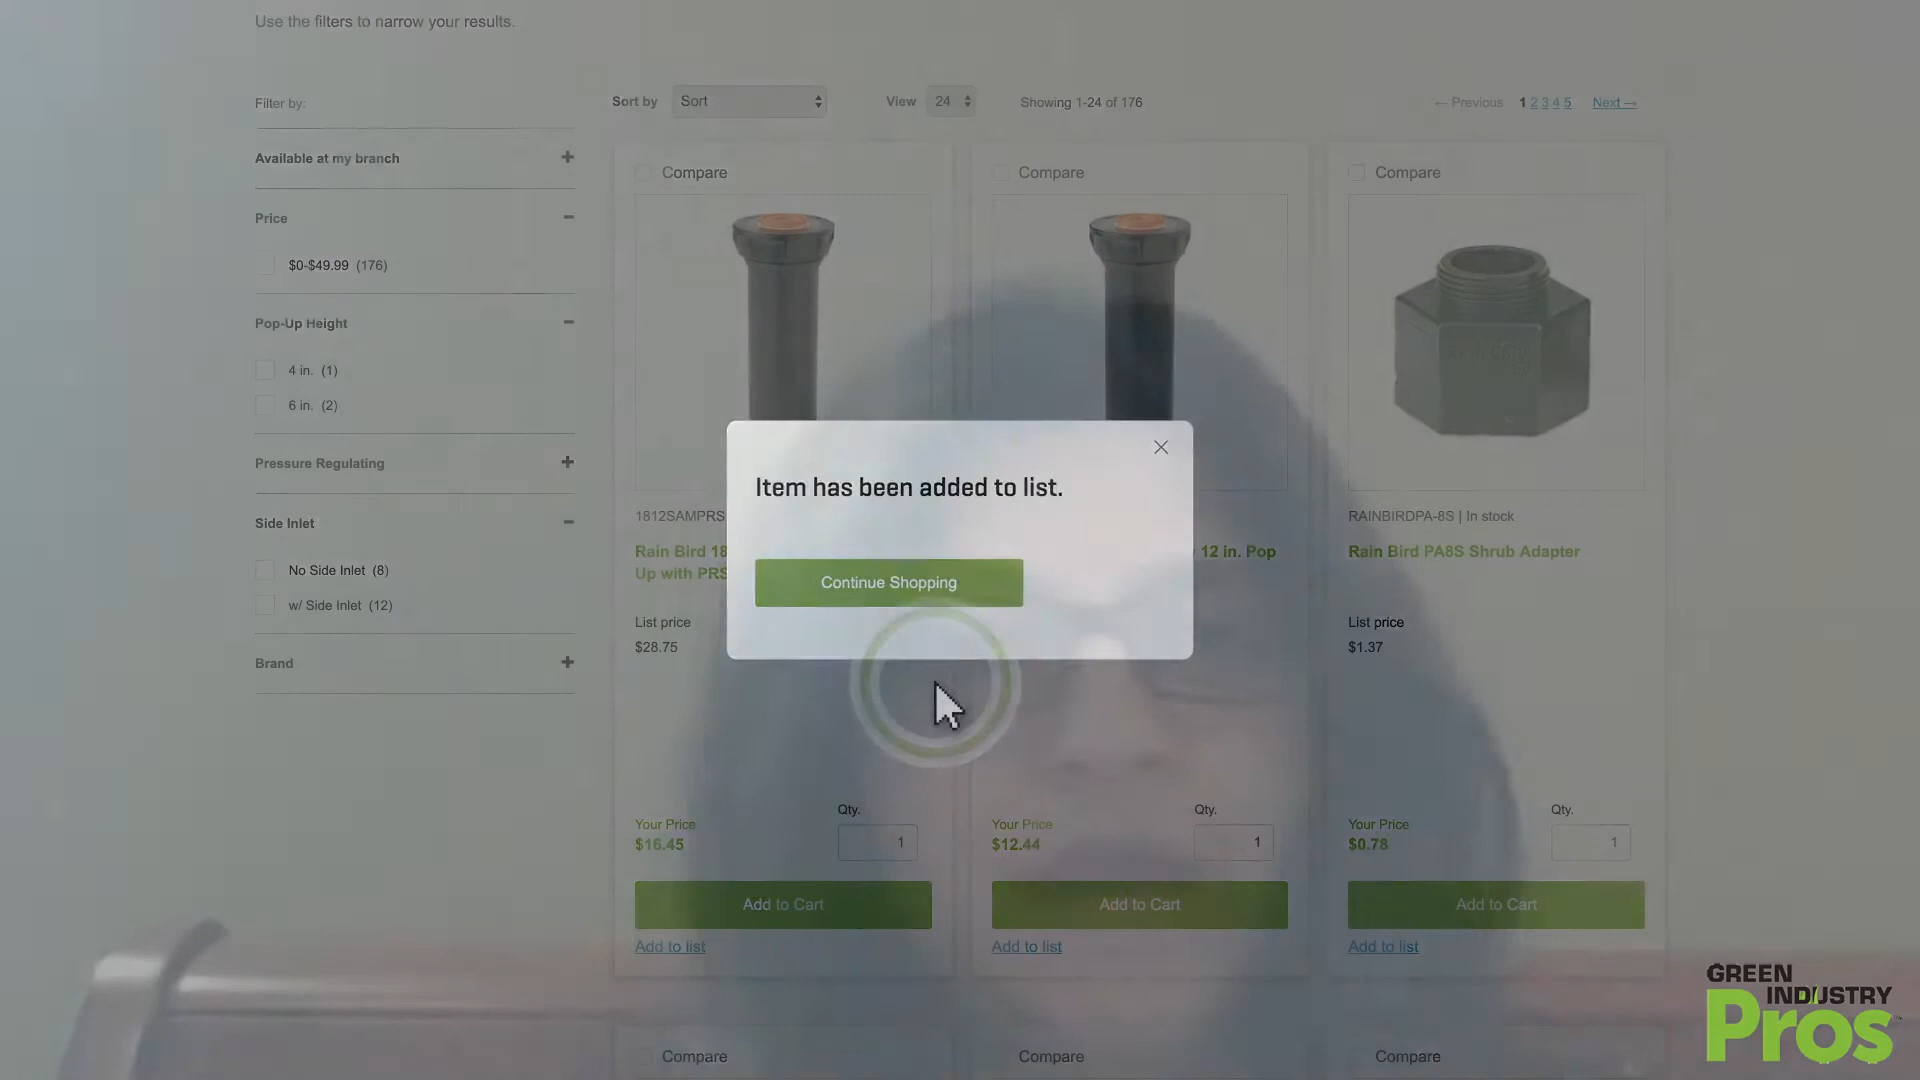 Use the filters to narrow your results.
Filter by:
Sort by Sort View 24 Showing 1-24 of 176 ← Previous 1 2 3 4 5 Next →
Available at my branch +
Price −
$0-$49.99 (176)
Pop-Up Height −
4 in. (1)
6 in. (2)
Pressure Regulating +
Side Inlet −
No Side Inlet (8)
w/ Side Inlet (12)
Brand +
Compare Compare Compare
Item has been added to list.
Continue Shopping
1812SAMPRS
Rain Bird 18
Up with PRS
List price
$28.75
Your Price
$16.45
Qty.
1
Add to Cart
Add to list
12 in. Pop
Your Price
$12.44
Qty.
1
Add to Cart
Add to list
RAINBIRDPA-8S | In stock
Rain Bird PA8S Shrub Adapter
List price
$1.37
Your Price
$0.78
Qty.
1
Add to Cart
Add to list
Compare Compare Compare
GREEN
INDUSTRY
Pros